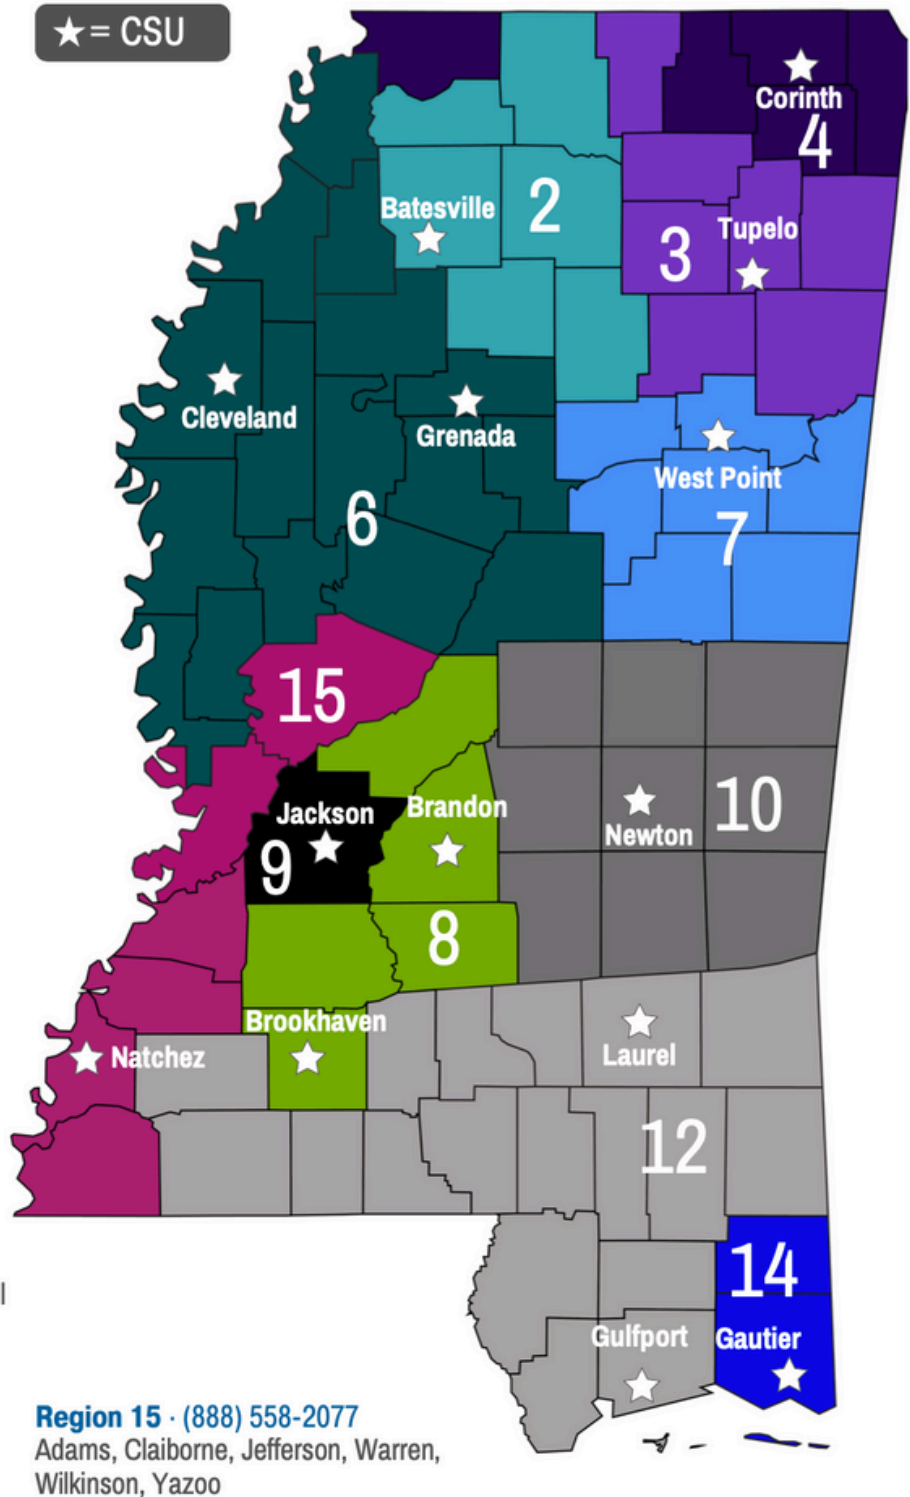 ★= CSU
Corinth
4
Batesville
2
Tupelo
3
Cleveland
Grenada
West Point
6
7
15
Jackson
Brandon
Newton
10
9
8
Brookhaven
Natchez
Laurel
12
14
Gulfport
Gautier
Region 15 · (888) 558-2077
Adams, Claiborne, Jefferson, Warren,
Wilkinson, Yazoo